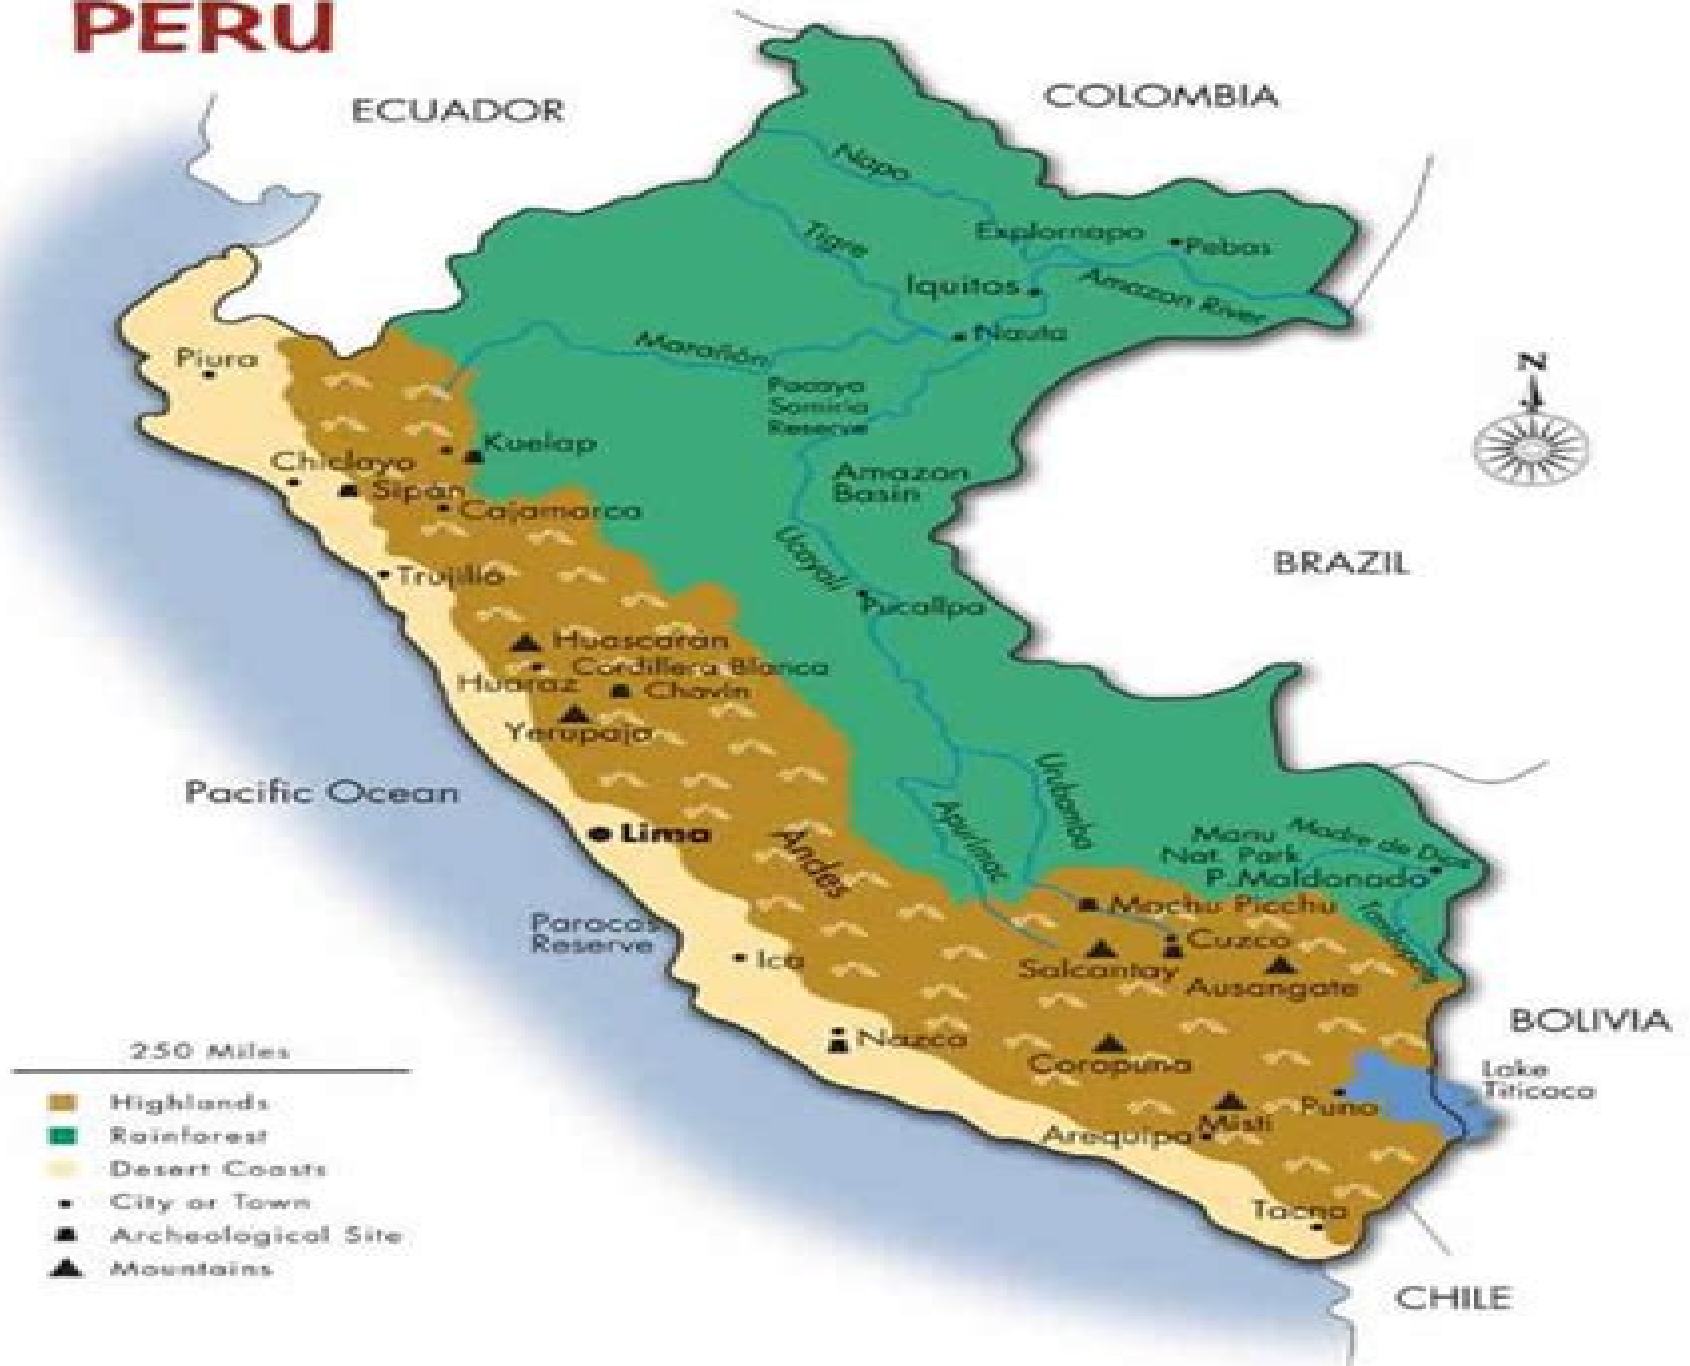 PERU
ECUADOR
COLOMBIA
Napo
Tigre
Explornapo
Pebas
Iquitos
Amazon River
Nauta
Marañón
Piura
Pacaya
Samiria
Reserve
Kuelap
Chiclayo
Sipán
Cajamarca
Amazon
Basin
Ucayali
N
BRAZIL
Trujillo
Pucallpa
Huascarán
Cordillera Blanca
Huaraz
Chavin
Yerupaja
Pacific Ocean
Lima
Andes
Apurimac
Urubamba
Manu
Nat. Park
Madre de Dios
P. Maldonado
Machu Picchu
Paracas
Reserve
Ica
Cuzco
Salcantay
Ausangate
Nazca
Coropuna
BOLIVIA
Lake
Titicaca
Puno
Misti
Arequipa
Tacna
CHILE
250 Miles
Highlands
Rainforest
Desert Coasts
City or Town
Archeological Site
Mountains